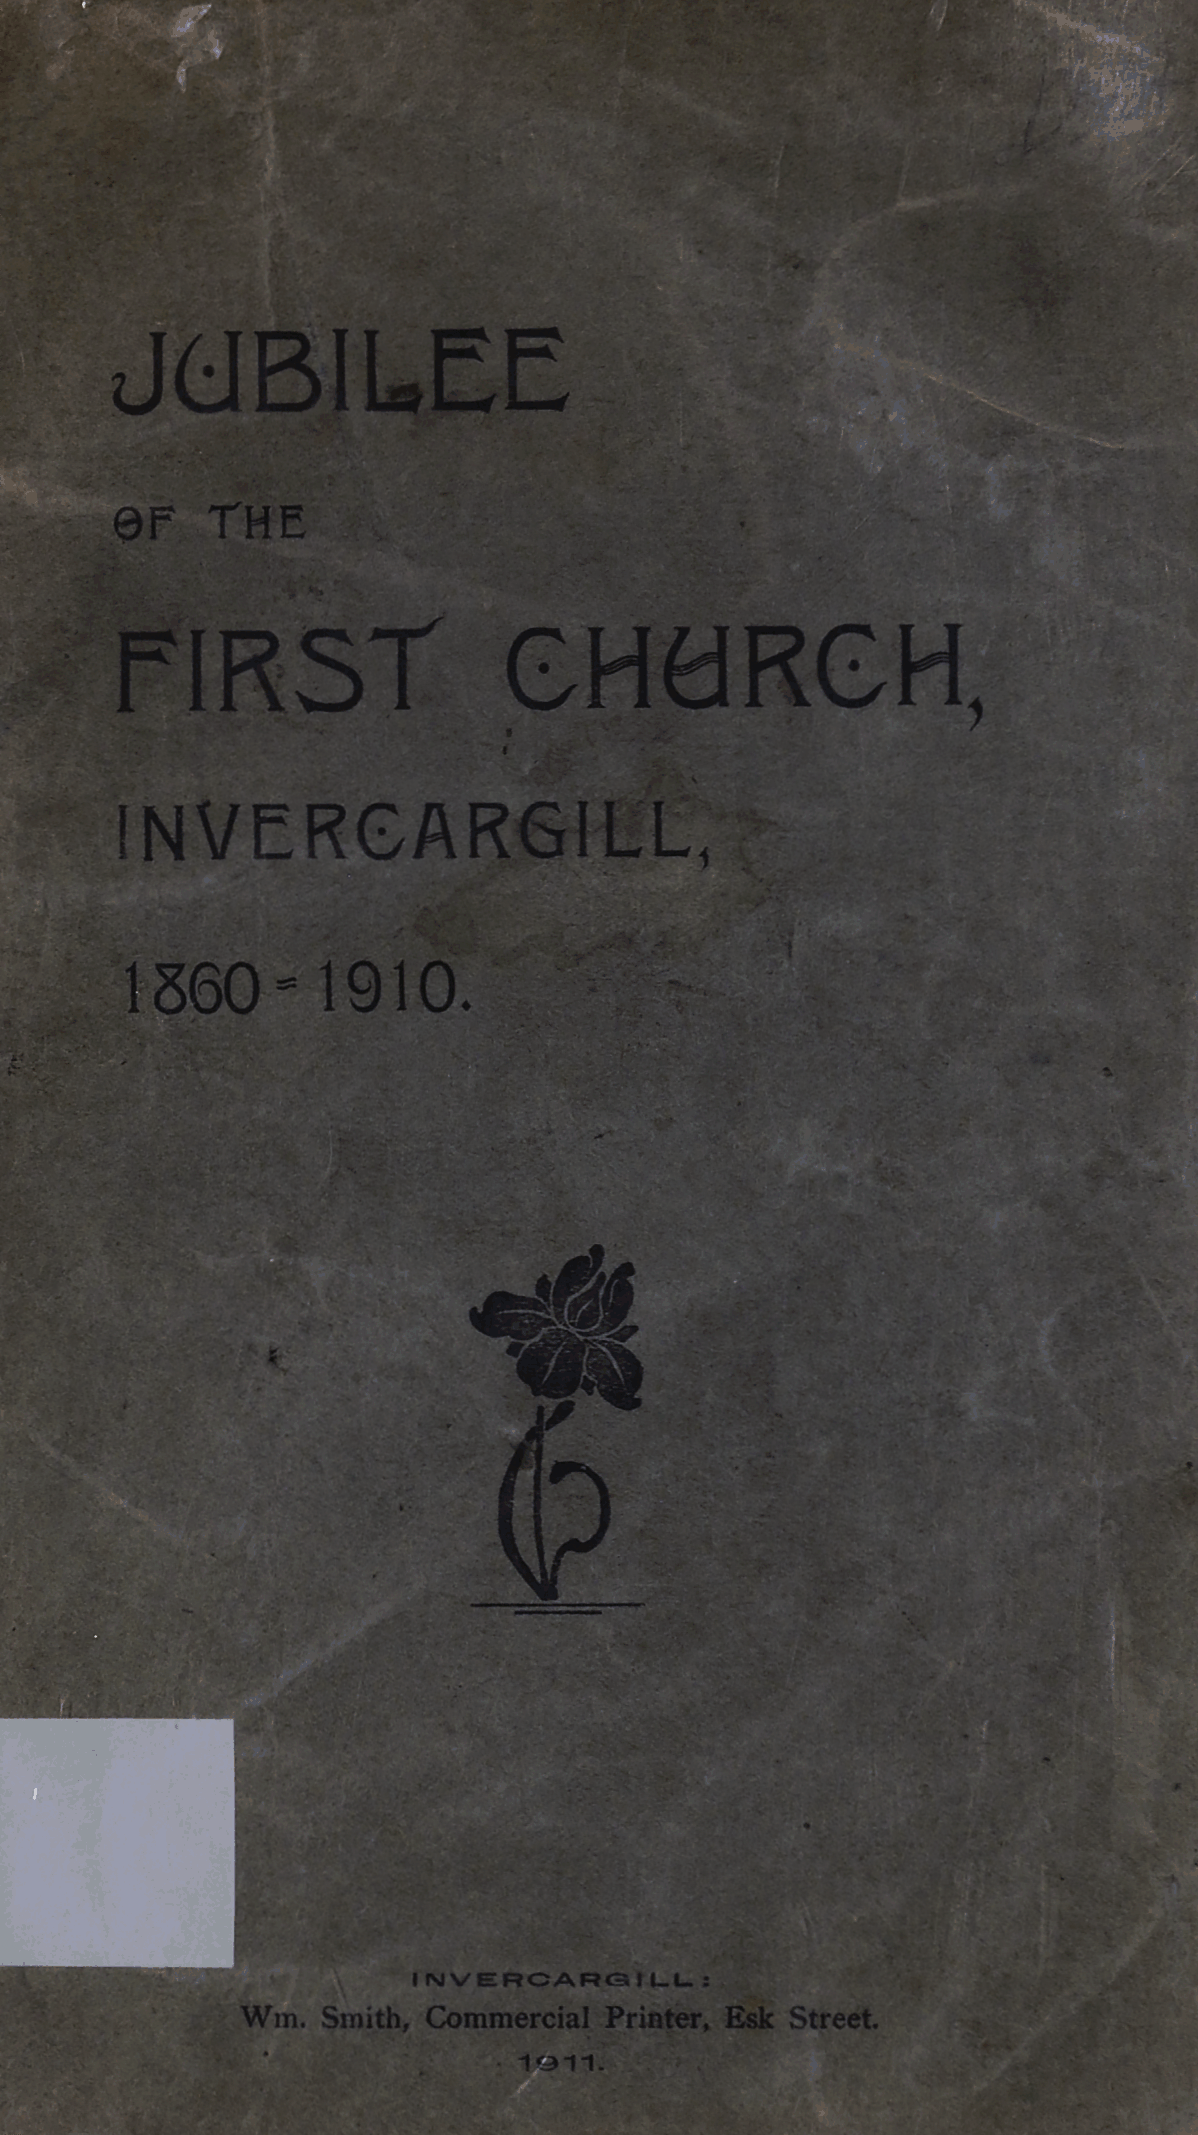 JUBILEE
OF THE
FIRST CHURCH,
INVERCARGILL,
1860-1910.
INVERCARGILL:
Wm. Smith, Commercial Printer, Esk Street.
1911.